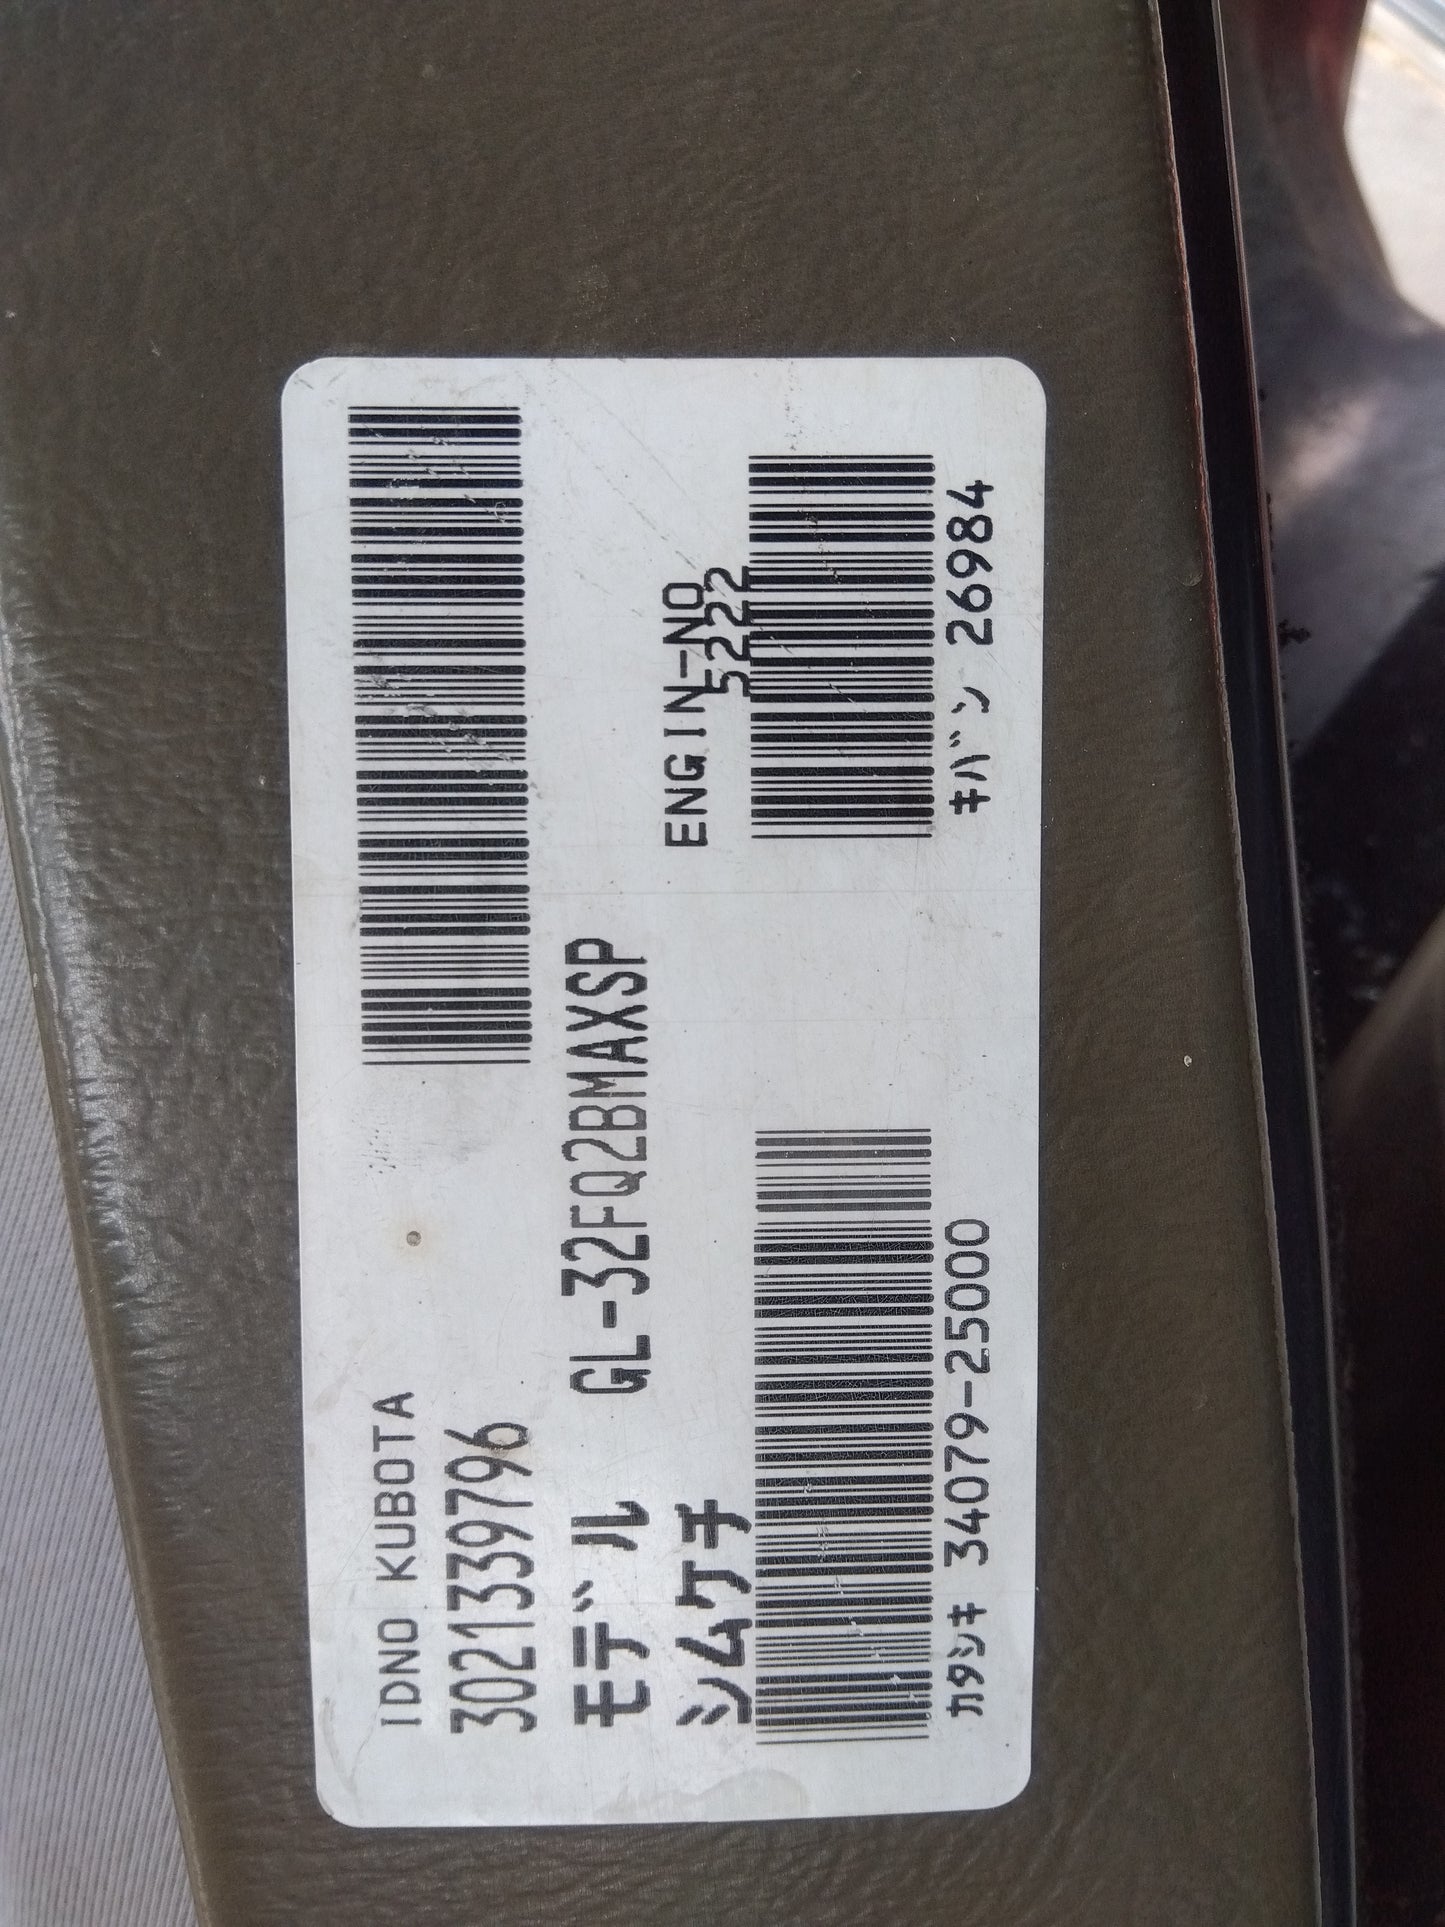 IDNO KUBOTA
3021339796
モデル GL-32FQ2BMAXSP
シムケチ
ENGIN-NO
5222
カタシキ 34079-25000
キバン 26984